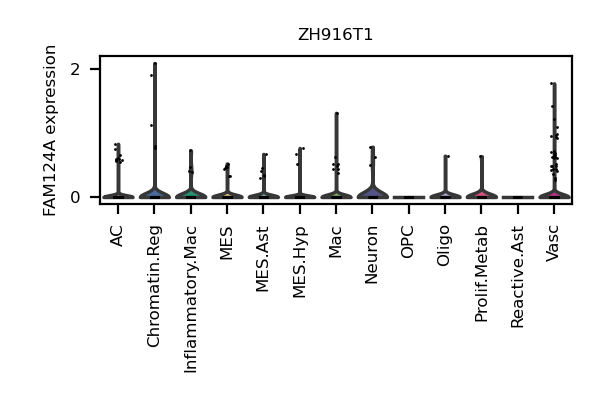 ZH916T1
FAM124A expression
2
0
AC
Chromatin.Reg
Inflammatory.Mac
MES
MES.Ast
MES.Hyp
Mac
Neuron
OPC
Oligo
Prolif.Metab
Reactive.Ast
Vasc